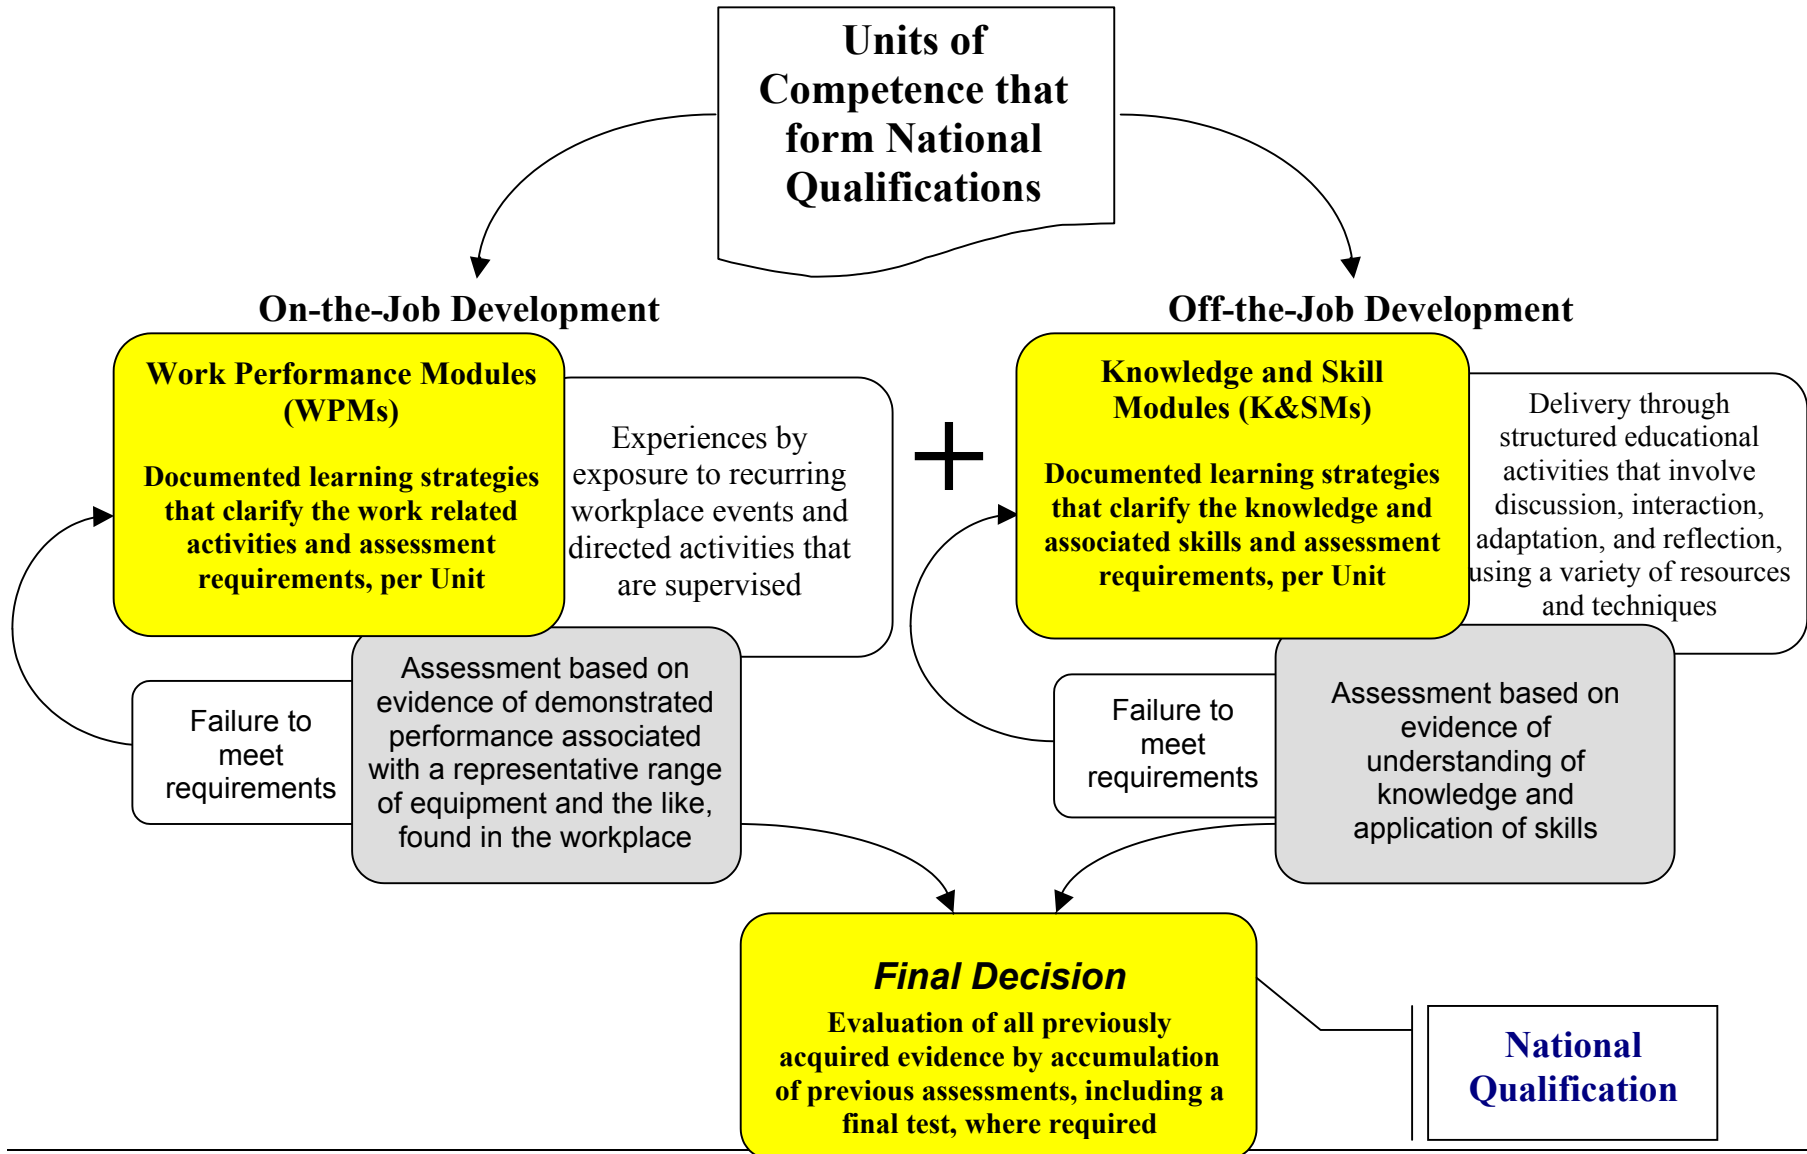 Units of
Competence that
form National
Qualifications
On-the-Job Development
Work Performance Modules
(WPMs)
Documented learning strategies
that clarify the work related
activities and assessment
requirements, per Unit
Experiences by
exposure to recurring
workplace events and
directed activities that
are supervised
Failure to
meet
requirements
Assessment based on
evidence of demonstrated
performance associated
with a representative range
of equipment and the like,
found in the workplace
+
Off-the-Job Development
Knowledge and Skill
Modules (K&SMs)
Documented learning strategies
that clarify the knowledge and
associated skills and assessment
requirements, per Unit
Delivery through
structured educational
activities that involve
discussion, interaction,
adaptation, and reflection,
using a variety of resources
and techniques
Failure to
meet
requirements
Assessment based on
evidence of
understanding of
knowledge and
application of skills
Final Decision
Evaluation of all previously
acquired evidence by accumulation
of previous assessments, including a
final test, where required
National
Qualification